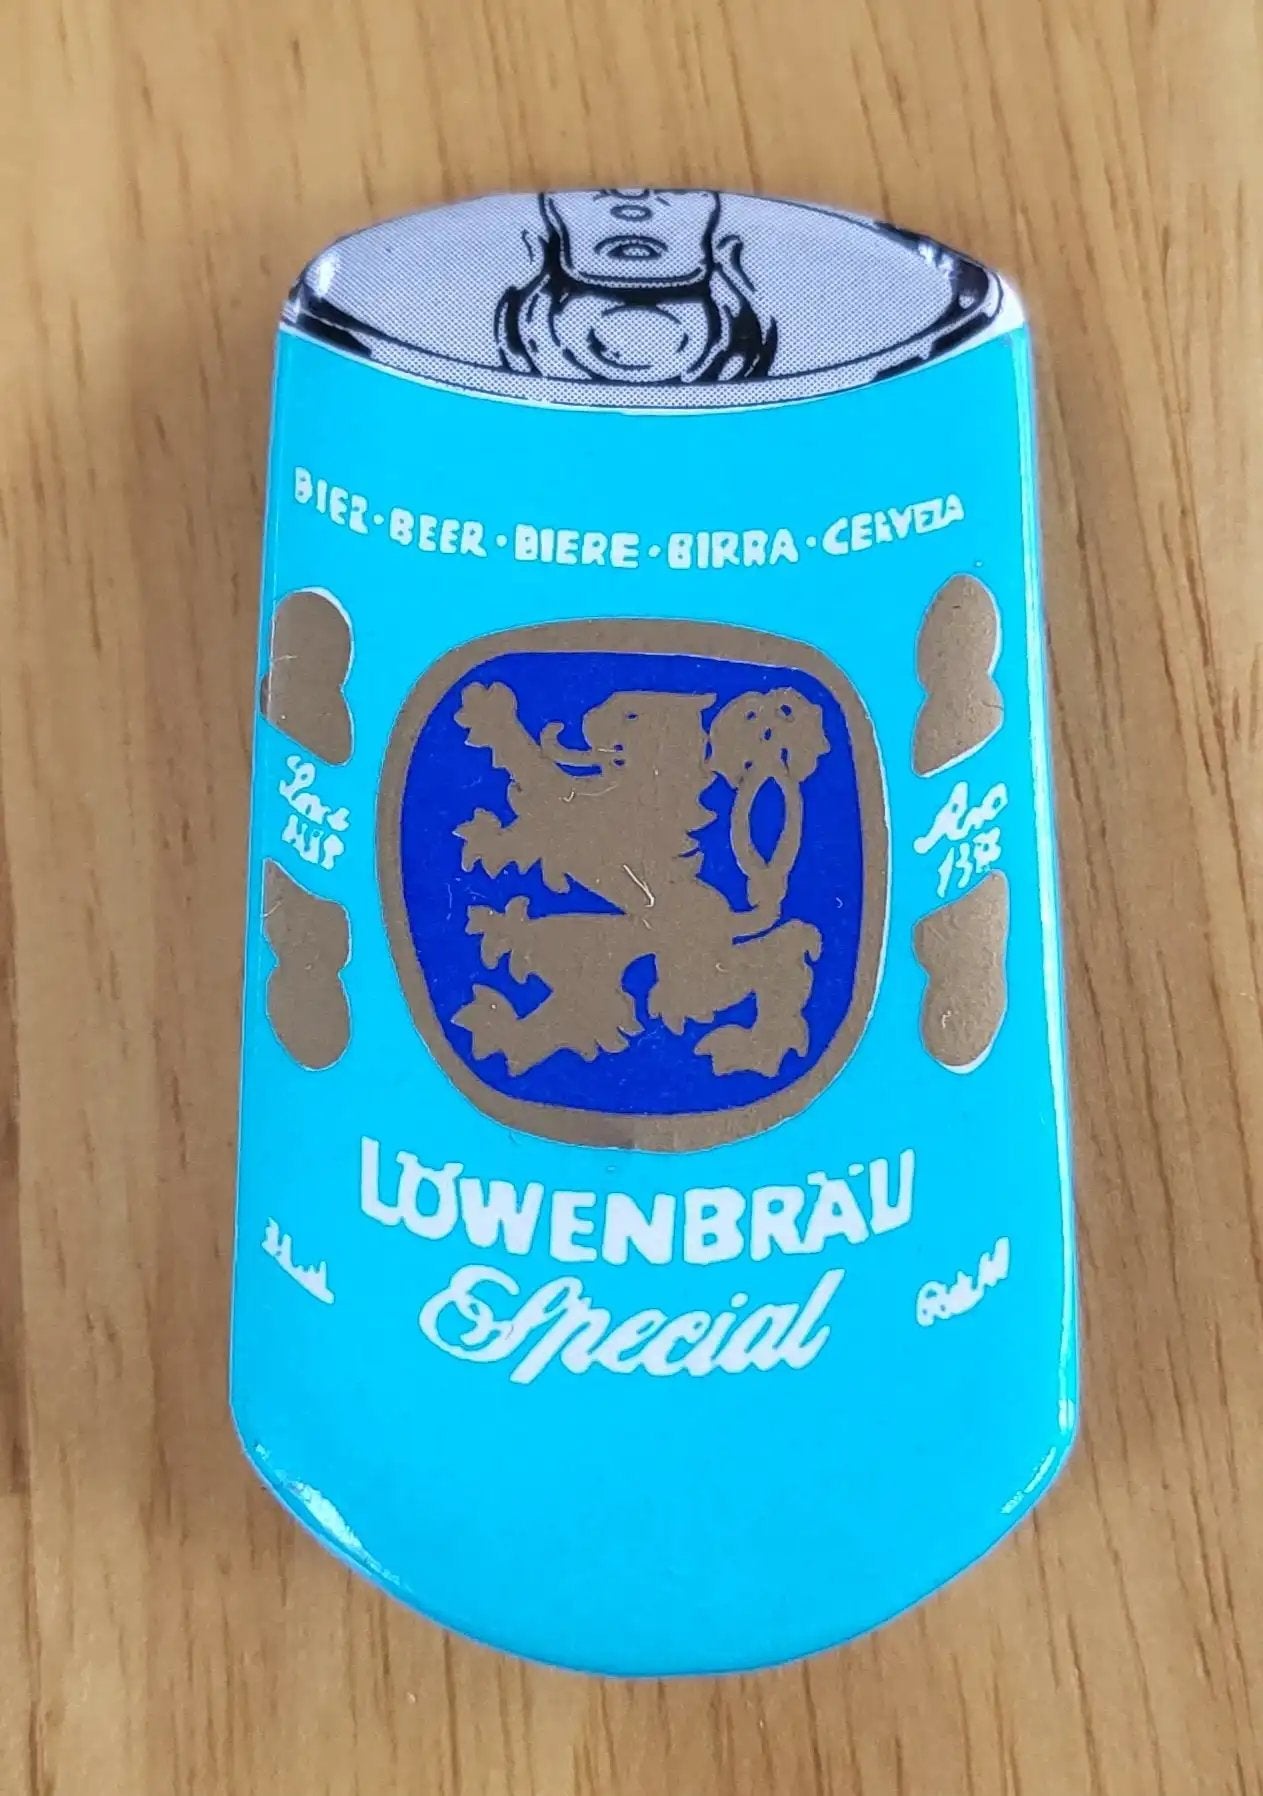 BIER · BEER · BIERE · BIRRA · CERVEZA
LÖWENBRÄU
Special